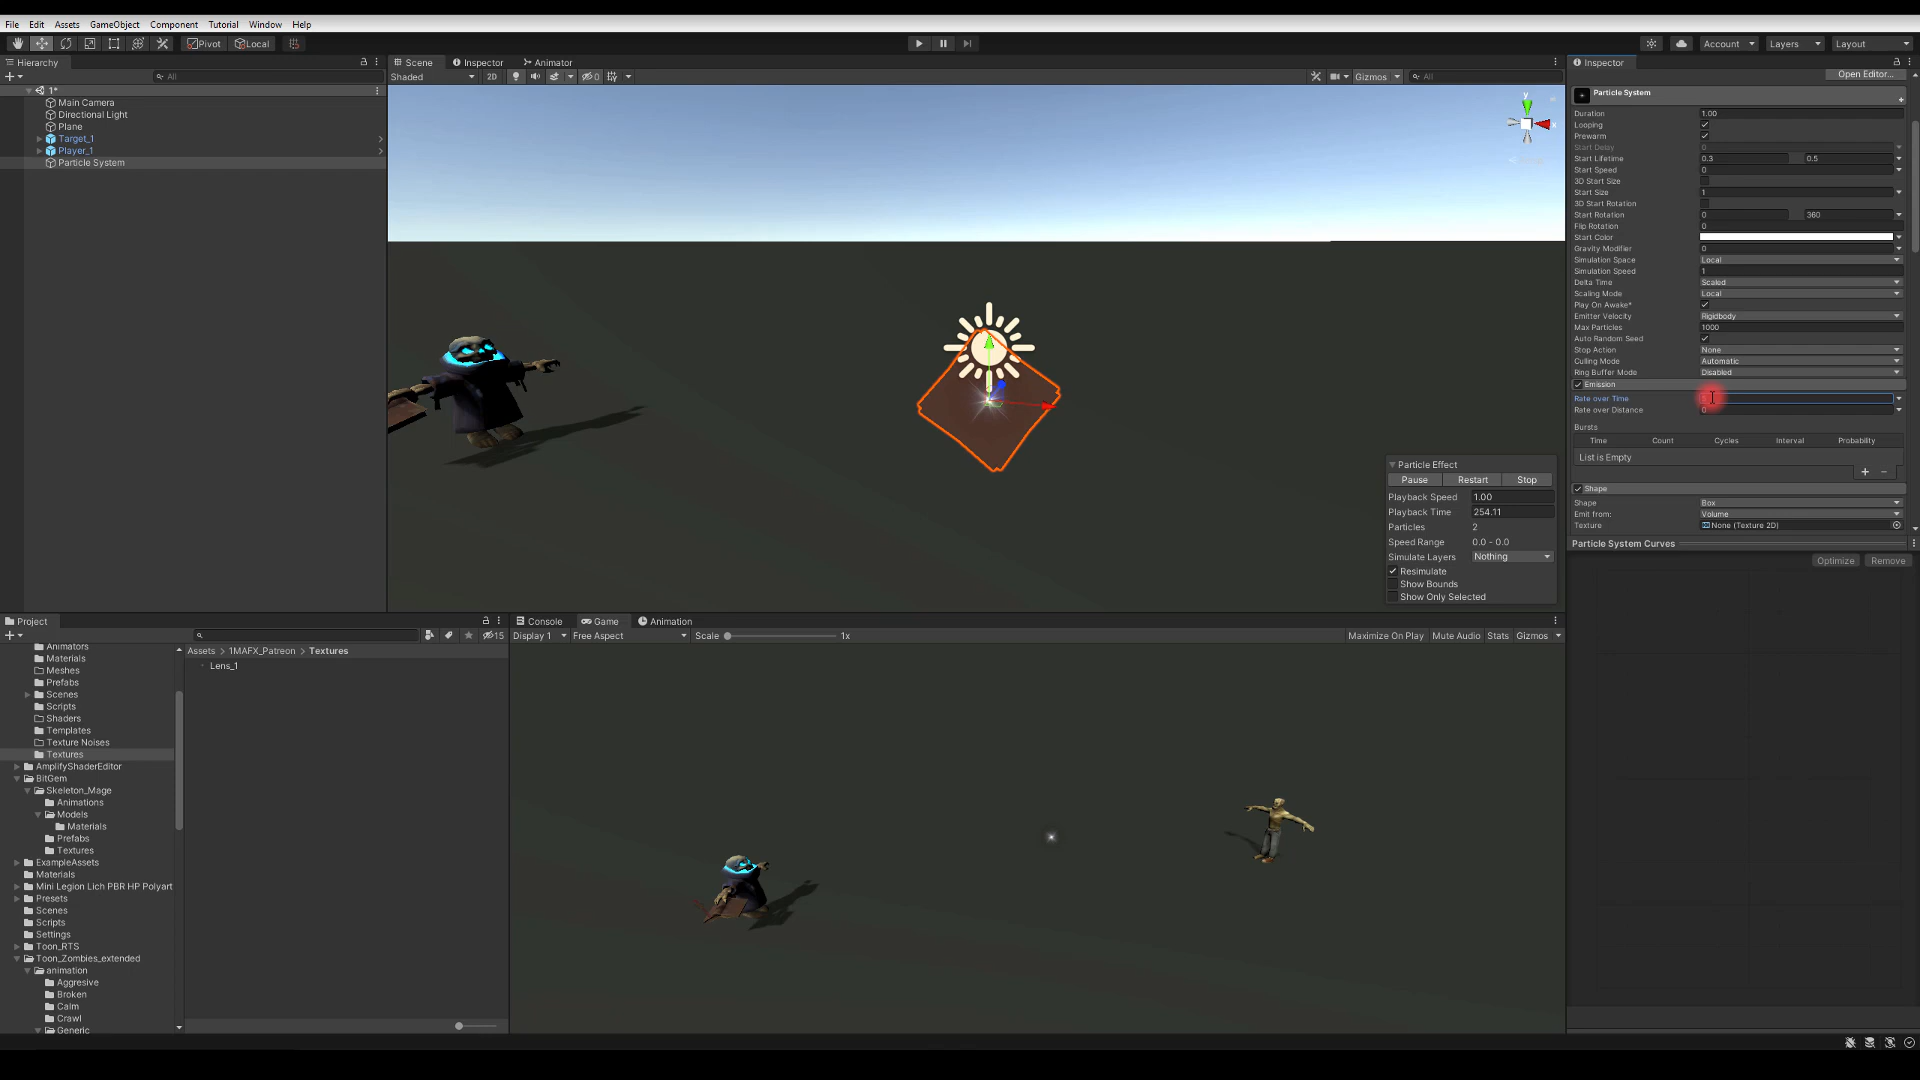 File Edit Assets GameObject Component Tutorial Window Help
Pivot Local Account Layers Layout
Hierarchy
All
1*
Main Camera
Directional Light
Plane
Target_1
Player_1
Particle System
Scene Inspector Animator
Shaded 2D 0 Gizmos All
y
x
Particle Effect
Pause Restart Stop
Playback Speed 1.00
Playback Time 254.11
Particles 2
Speed Range 0.0 - 0.0
Simulate Layers Nothing
Resimulate
Show Bounds
Show Only Selected
Inspector
Open Editor...
Particle System
Duration 1.00
Looping
Prewarm
Start Delay 0
Start Lifetime 0.3 0.5
Start Speed 0
3D Start Size
Start Size 1
3D Start Rotation
Start Rotation 0 360
Flip Rotation 0
Start Color
Gravity Modifier 0
Simulation Space Local
Simulation Speed 1
Delta Time Scaled
Scaling Mode Local
Play On Awake*
Emitter Velocity Rigidbody
Max Particles 1000
Auto Random Seed
Stop Action None
Culling Mode Automatic
Ring Buffer Mode Disabled
Emission
Rate over Time
Rate over Distance 0
Bursts
Time Count Cycles Interval Probability
List is Empty
Shape
Shape Box
Emit from: Volume
Texture None (Texture 2D)
Particle System Curves
Optimize Remove
Project
15
Animators
Materials
Meshes
Prefabs
Scenes
Scripts
Shaders
Templates
Texture Noises
Textures
AmplifyShaderEditor
BitGem
Skeleton_Mage
Animations
Models
Materials
Prefabs
Textures
ExampleAssets
Materials
Mini Legion Lich PBR HP Polyart
Presets
Scenes
Scripts
Settings
Toon_RTS
Toon_Zombies_extended
animation
Aggresive
Broken
Calm
Crawl
Generic
Assets > 1MAFX_Patreon > Textures
Lens_1
Console Game Animation
Display 1 Free Aspect Scale 1x Maximize On Play Mute Audio Stats Gizmos